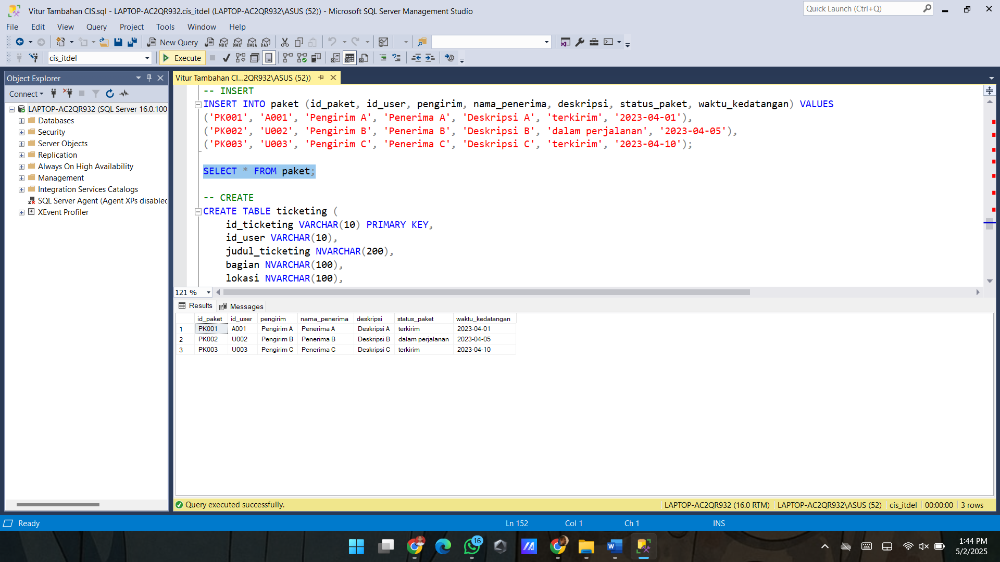 Vitur Tambahan CIS.sql - LAPTOP-AC2QR932.cis_itdel (LAPTOP-AC2QR932\ASUS (52)) - Microsoft SQL Server Management Studio
Quick Launch (Ctrl+Q)
File Edit View Query Project Tools Window Help
New Query MDX DMX XMLA DAX
cis_itdel Execute
Object Explorer
Vitur Tambahan CI...2QR932\ASUS (52))
Connect
LAPTOP-AC2QR932 (SQL Server 16.0.100
Databases
Security
Server Objects
Replication
Always On High Availability
Management
Integration Services Catalogs
SQL Server Agent (Agent XPs disabled
XEvent Profiler
-- INSERT
INSERT INTO paket (id_paket, id_user, pengirim, nama_penerima, deskripsi, status_paket, waktu_kedatangan) VALUES
('PK001', 'A001', 'Pengirim A', 'Penerima A', 'Deskripsi A', 'terkirim', '2023-04-01'),
('PK002', 'U002', 'Pengirim B', 'Penerima B', 'Deskripsi B', 'dalam perjalanan', '2023-04-05'),
('PK003', 'U003', 'Pengirim C', 'Penerima C', 'Deskripsi C', 'terkirim', '2023-04-10');
SELECT * FROM paket;
-- CREATE
CREATE TABLE ticketing (
id_ticketing VARCHAR(10) PRIMARY KEY,
id_user VARCHAR(10),
judul_ticketing NVARCHAR(200),
bagian NVARCHAR(100),
lokasi NVARCHAR(100),
121 %
Results Messages
id_paket id_user pengirim nama_penerima deskripsi status_paket waktu_kedatangan
1 PK001 A001 Pengirim A Penerima A Deskripsi A terkirim 2023-04-01
2 PK002 U002 Pengirim B Penerima B Deskripsi B dalam perjalanan 2023-04-05
3 PK003 U003 Pengirim C Penerima C Deskripsi C terkirim 2023-04-10
Query executed successfully. LAPTOP-AC2QR932 (16.0 RTM) LAPTOP-AC2QR932\ASUS (52) cis_itdel 00:00:00 3 rows
Ready Ln 152 Col 1 Ch 1 INS
16
1:44 PM
5/2/2025